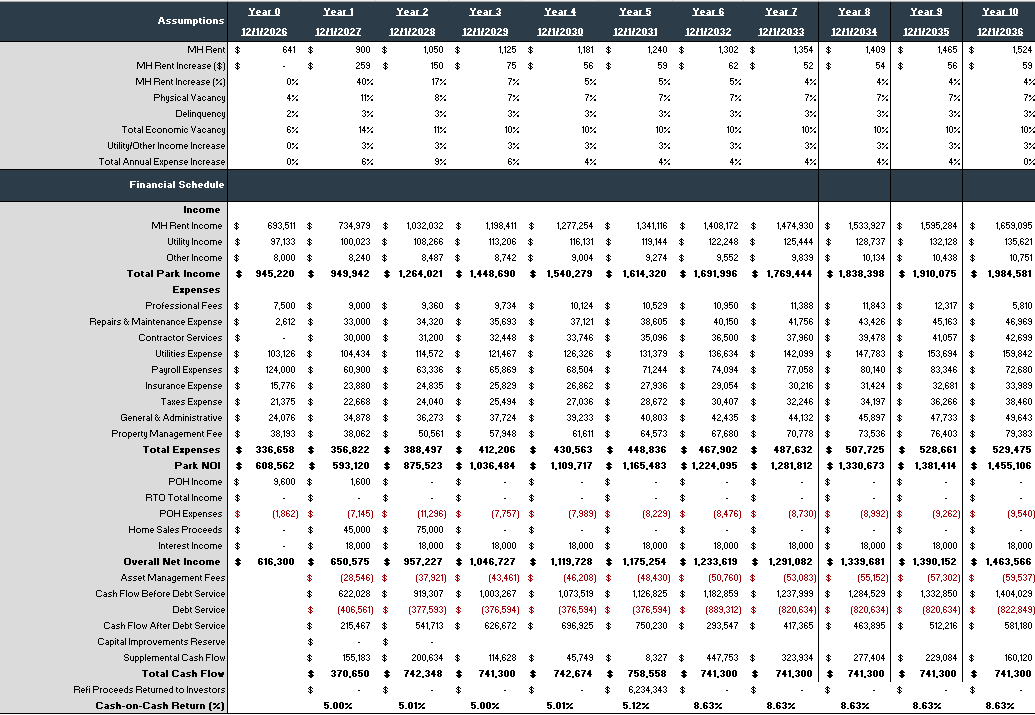 Assumptions Year 0 Year 1 Year 2 Year 3 Year 4 Year 5 Year 6 Year 7 Year 8 Year 9 Year 10
12/1/2026 12/1/2027 12/1/2028 12/1/2029 12/1/2030 12/1/2031 12/1/2032 12/1/2033 12/1/2034 12/1/2035 12/1/2036
MH Rent $ 641 $ 900 $ 1,050 $ 1,125 $ 1,181 $ 1,240 $ 1,302 $ 1,354 $ 1,409 $ 1,465 $ 1,524
MH Rent Increase ($) $ - $ 259 $ 150 $ 75 $ 56 $ 59 $ 62 $ 52 $ 54 $ 56 $ 59
MH Rent Increase (%) 0% 40% 17% 7% 5% 5% 5% 4% 4% 4% 4%
Physical Vacancy 4% 11% 8% 7% 7% 7% 7% 7% 7% 7% 7%
Delinquency 2% 3% 3% 3% 3% 3% 3% 3% 3% 3% 3%
Total Economic Vacancy 6% 14% 11% 10% 10% 10% 10% 10% 10% 10% 10%
Utility/Other Income Increase 0% 3% 3% 3% 3% 3% 3% 3% 3% 3% 3%
Total Annual Expense Increase 0% 6% 9% 6% 4% 4% 4% 4% 4% 4% 0%
Financial Schedule
Income
MH Rent Income $ 693,511 $ 734,979 $ 1,032,032 $ 1,198,411 $ 1,277,254 $ 1,341,116 $ 1,408,172 $ 1,474,930 $ 1,533,927 $ 1,595,284 $ 1,659,095
Utility Income $ 97,133 $ 100,023 $ 108,266 $ 113,206 $ 116,131 $ 119,144 $ 122,248 $ 125,444 $ 128,737 $ 132,128 $ 135,621
Other Income $ 8,000 $ 8,240 $ 8,487 $ 8,742 $ 9,004 $ 9,274 $ 9,552 $ 9,839 $ 10,134 $ 10,438 $ 10,751
Total Park Income $ 945,220 $ 949,942 $ 1,264,021 $ 1,448,690 $ 1,540,279 $ 1,614,320 $ 1,691,996 $ 1,769,444 $ 1,838,398 $ 1,910,075 $ 1,984,581
Expenses
Professional Fees $ 7,500 $ 9,000 $ 9,360 $ 9,734 $ 10,124 $ 10,529 $ 10,950 $ 11,388 $ 11,843 $ 12,317 $ 5,810
Repairs & Maintenance Expense $ 2,612 $ 33,000 $ 34,320 $ 35,693 $ 37,121 $ 38,605 $ 40,150 $ 41,756 $ 43,426 $ 45,163 $ 46,969
Contractor Services $ - $ 30,000 $ 31,200 $ 32,448 $ 33,746 $ 35,096 $ 36,500 $ 37,960 $ 39,478 $ 41,057 $ 42,699
Utilities Expense $ 103,126 $ 104,434 $ 114,572 $ 121,467 $ 126,326 $ 131,379 $ 136,634 $ 142,099 $ 147,783 $ 153,694 $ 159,842
Payroll Expenses $ 124,000 $ 60,900 $ 63,336 $ 65,869 $ 68,504 $ 71,244 $ 74,094 $ 77,058 $ 80,140 $ 83,346 $ 72,680
Insurance Expense $ 15,776 $ 23,880 $ 24,835 $ 25,829 $ 26,862 $ 27,936 $ 29,054 $ 30,216 $ 31,424 $ 32,681 $ 33,989
Taxes Expense $ 21,375 $ 22,668 $ 24,040 $ 25,494 $ 27,036 $ 28,672 $ 30,407 $ 32,246 $ 34,197 $ 36,266 $ 38,460
General & Administrative $ 24,076 $ 34,878 $ 36,273 $ 37,724 $ 39,233 $ 40,803 $ 42,435 $ 44,132 $ 45,897 $ 47,733 $ 49,643
Property Management Fee $ 38,193 $ 38,062 $ 50,561 $ 57,948 $ 61,611 $ 64,573 $ 67,680 $ 70,778 $ 73,536 $ 76,403 $ 79,383
Total Expenses $ 336,658 $ 356,822 $ 388,497 $ 412,206 $ 430,563 $ 448,836 $ 467,902 $ 487,632 $ 507,725 $ 528,661 $ 529,475
Park NOI $ 608,562 $ 593,120 $ 875,523 $ 1,036,484 $ 1,109,717 $ 1,165,483 $ 1,224,095 $ 1,281,812 $ 1,330,673 $ 1,381,414 $ 1,455,106
POH Income $ 9,600 $ 1,600 $ - $ - $ - $ - $ - $ - $ - $ - $ -
RTO Total Income $ - $ - $ - $ - $ - $ - $ - $ - $ - $ - $ -
POH Expenses $ (1,862) $ (7,145) $ (11,296) $ (7,757) $ (7,989) $ (8,229) $ (8,476) $ (8,730) $ (8,992) $ (9,262) $ (9,540)
Home Sales Proceeds $ - $ 45,000 $ 75,000 $ - $ - $ - $ - $ - $ - $ - $ -
Interest Income $ - $ 18,000 $ 18,000 $ 18,000 $ 18,000 $ 18,000 $ 18,000 $ 18,000 $ 18,000 $ 18,000 $ 18,000
Overall Net Income $ 616,300 $ 650,575 $ 957,227 $ 1,046,727 $ 1,119,728 $ 1,175,254 $ 1,233,619 $ 1,291,082 $ 1,339,681 $ 1,390,152 $ 1,463,566
Asset Management Fees $ (28,546) $ (37,921) $ (43,461) $ (46,208) $ (48,430) $ (50,760) $ (53,083) $ (55,152) $ (57,302) $ (59,537)
Cash Flow Before Debt Service $ 622,028 $ 919,307 $ 1,003,267 $ 1,073,519 $ 1,126,825 $ 1,182,859 $ 1,237,999 $ 1,284,529 $ 1,332,850 $ 1,404,029
Debt Service $ (406,561) $ (377,593) $ (376,594) $ (376,594) $ (376,594) $ (889,312) $ (820,634) $ (820,634) $ (820,634) $ (822,849)
Cash Flow After Debt Service $ 215,467 $ 541,713 $ 626,672 $ 696,925 $ 750,230 $ 293,547 $ 417,365 $ 463,895 $ 512,216 $ 581,180
Capital Improvements Reserve $ - $ -
Supplemental Cash Flow $ 155,183 $ 200,634 $ 114,628 $ 45,749 $ 8,327 $ 447,753 $ 323,934 $ 277,404 $ 229,084 $ 160,120
Total Cash Flow $ 370,650 $ 742,348 $ 741,300 $ 742,674 $ 758,558 $ 741,300 $ 741,300 $ 741,300 $ 741,300 $ 741,300
Refi Proceeds Returned to Investors $ - $ - $ - $ - $ 6,234,343 $ - $ - $ - $ - $ -
Cash-on-Cash Return (%) 5.00% 5.01% 5.00% 5.01% 5.12% 8.63% 8.63% 8.63% 8.63% 8.63%